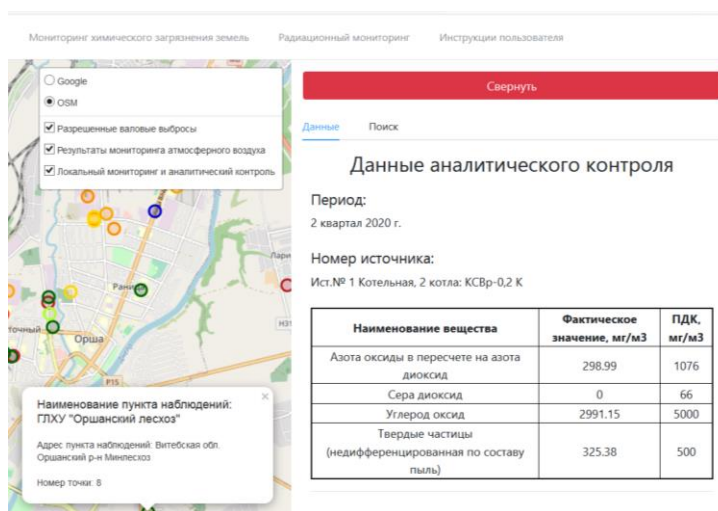 Мониторинг химического загрязнения земель Радиационный мониторинг Инструкции пользователя
Google
OSM
Разрешенные валовые выбросы
Результаты мониторинга атмосферного воздуха
Локальный мониторинг и аналитический контроль
Орша
Р15
Наименование пункта наблюдений:
ГЛХУ "Оршанский лесхоз"
×
Адрес пункта наблюдений: Витебская обл.
Оршанский р-н Минлесхоз
Номер точки: 8
Свернуть
Данные Поиск
Данные аналитического контроля
Период:
2 квартал 2020 г.
Номер источника:
Ист.№ 1 Котельная, 2 котла: КСВр-0,2 К
Наименование вещества
Фактическое
значение, мг/м3
ПДК,
мг/м3
Азота оксиды в пересчете на азота
диоксид
298.99
1076
Сера диоксид
0
66
Углерод оксид
2991.15
5000
Твердые частицы
(недифференцированная по составу
пыль)
325.38
500